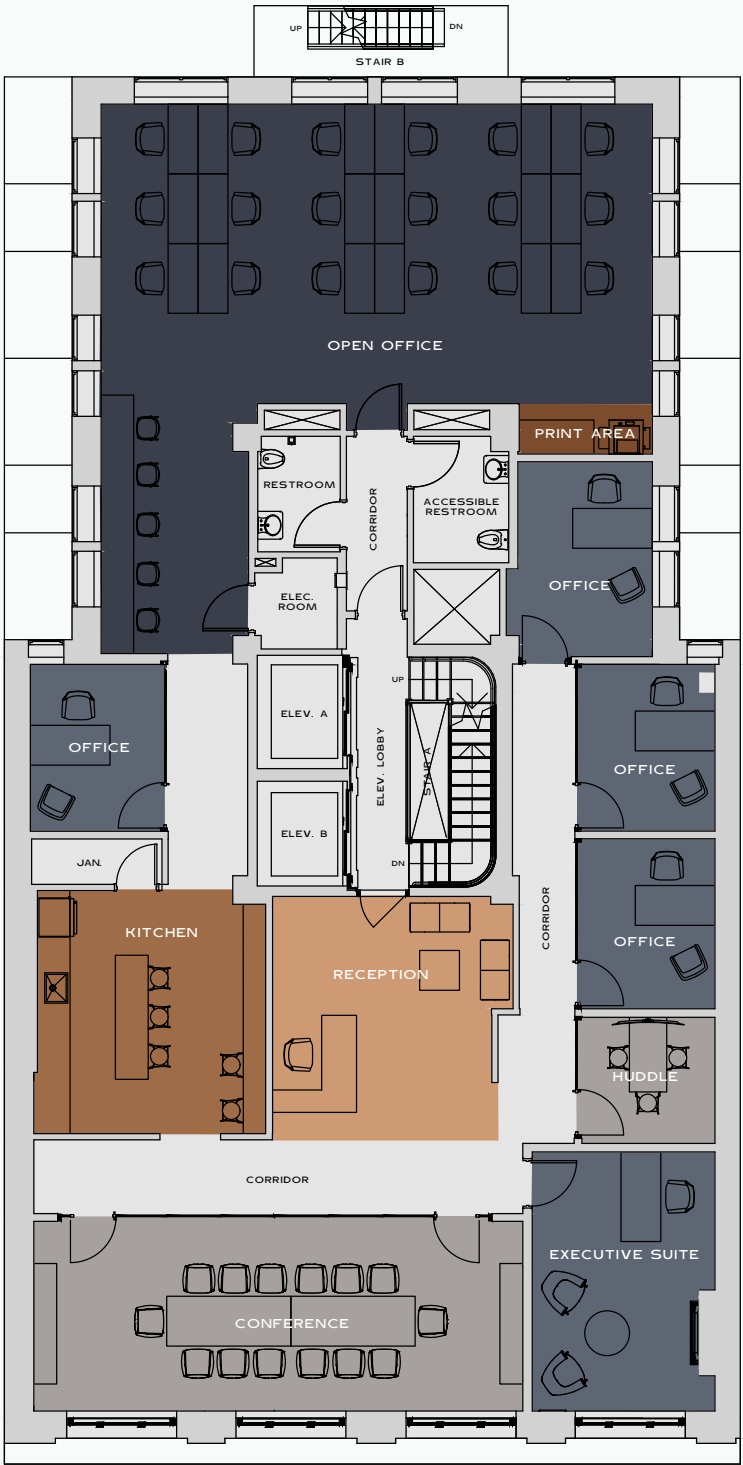 UP
DN
STAIR B
OPEN OFFICE
PRINT AREA
RESTROOM
CORRIDOR
ACCESSIBLE
RESTROOM
ELEC.
ROOM
OFFICE
UP
ELEV. A
OFFICE
ELEV. LOBBY
STAIR A
OFFICE
ELEV. B
JAN.
DN
KITCHEN
CORRIDOR
OFFICE
RECEPTION
HUDDLE
CORRIDOR
EXECUTIVE SUITE
CONFERENCE